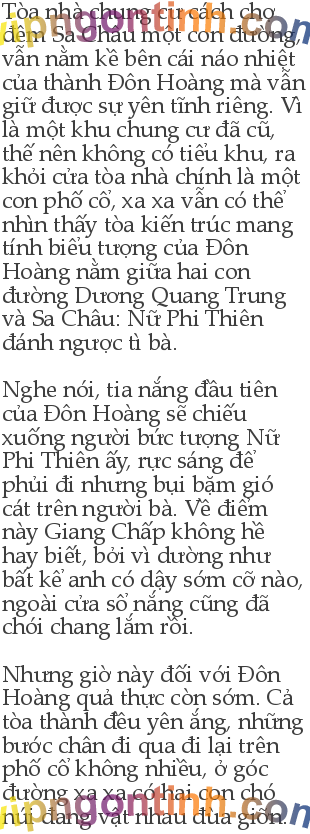 Tòa nhà chung cư cách chợ
đêm Sa Châu một con đường,
vẫn nằm kề bên cái náo nhiệt
của thành Đôn Hoàng mà vẫn
giữ được sự yên tĩnh riêng. Vì
là một khu chung cư đã cũ,
thế nên không có tiểu khu, ra
khỏi cửa tòa nhà chính là một
con phố cổ, xa xa vẫn có thể
nhìn thấy tòa kiến trúc mang
tính biểu tượng của Đôn
Hoàng nằm giữa hai con
đường Dương Quang Trung
và Sa Châu: Nữ Phi Thiên
đánh ngược tì bà.
Nghe nói, tia nắng đầu tiên
của Đôn Hoàng sẽ chiếu
xuống người bức tượng Nữ
Phi Thiên ấy, rực sáng để
phủi đi nhưng bụi bặm gió
cát trên người bà. Về điểm
này Giang Chấp không hề
hay biết, bởi vì dường như
bất kể anh có dậy sớm cỡ nào,
ngoài cửa sổ nắng cũng đã
chói chang lắm rồi.
Nhưng giờ này đối với Đôn
Hoàng quả thực còn sớm. Cả
tòa thành đều yên ắng, những
bước chân đi qua đi lại trên
phố cổ không nhiều, ở góc
đường xa xa có hai con chó
núi đang vật nhau đùa giỡn.
vipngontinh.com
vipngontinh.com